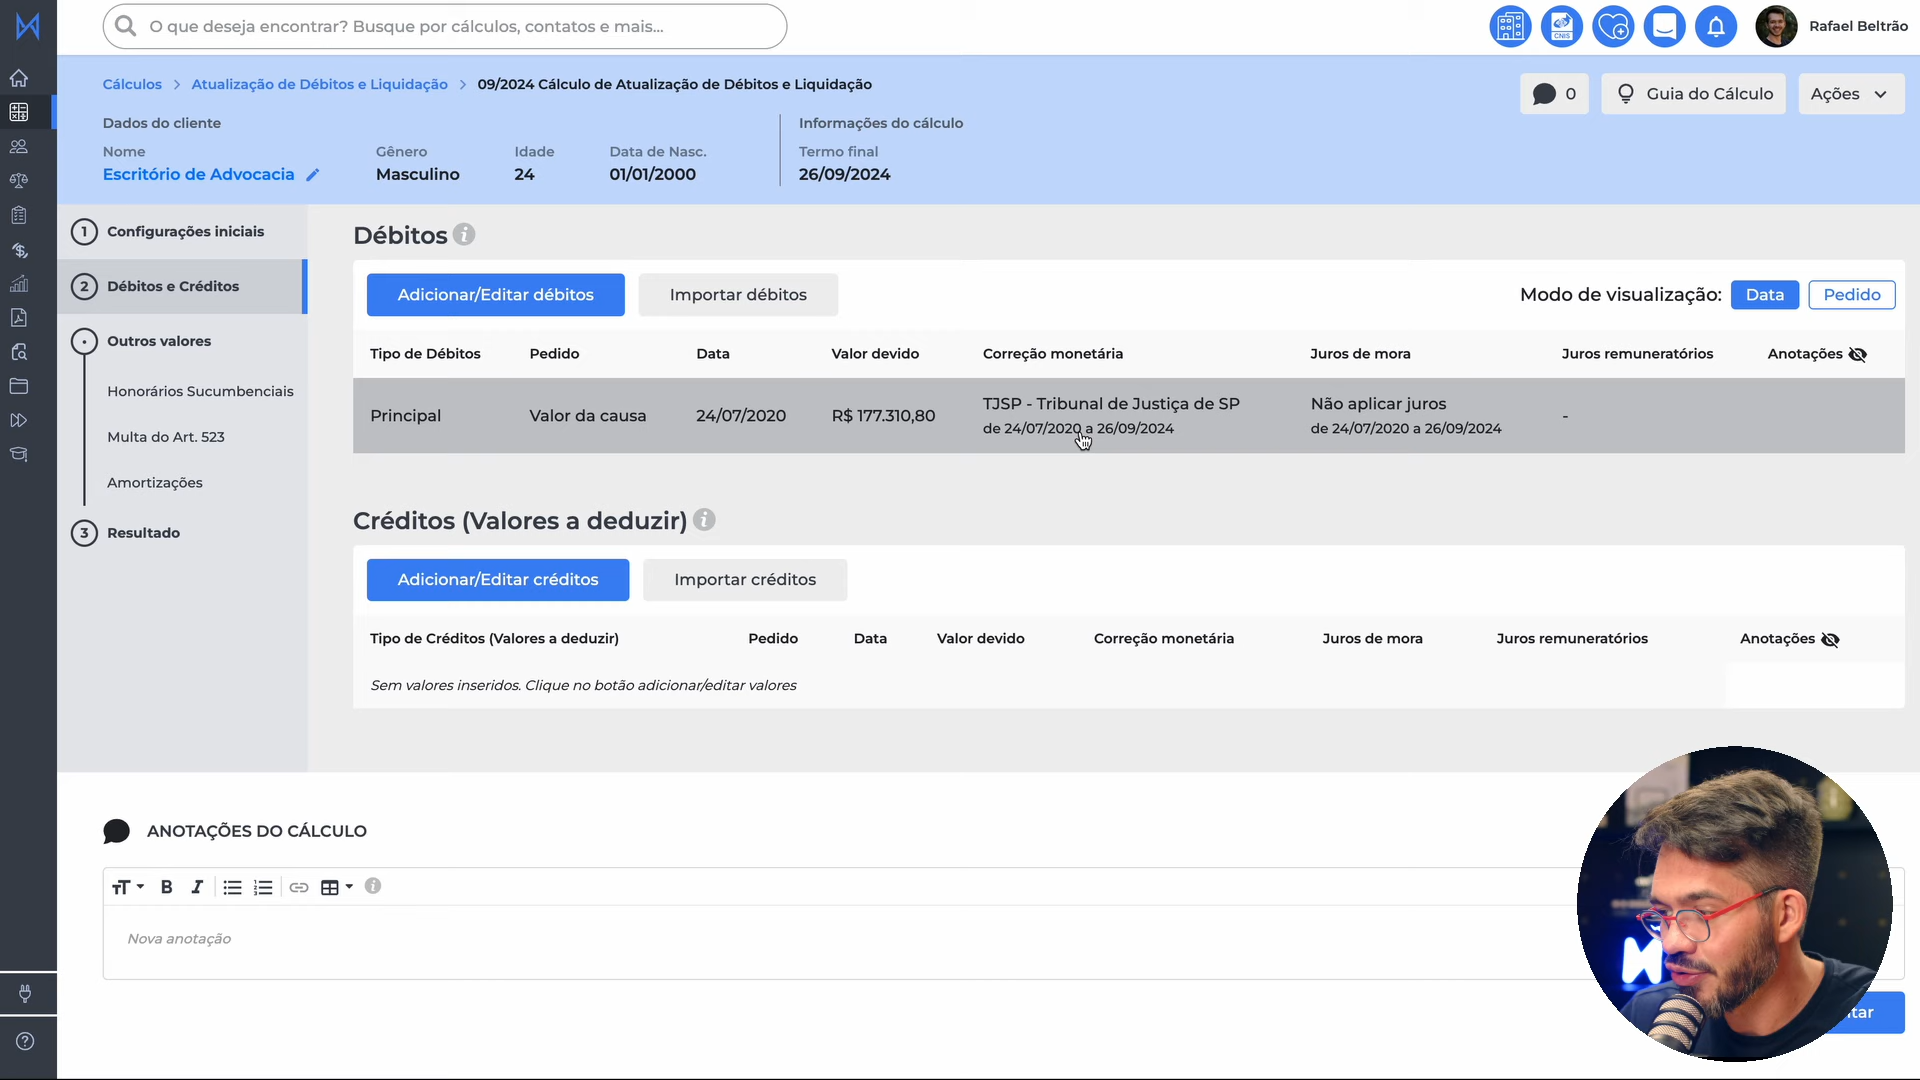 O que deseja encontrar? Busque por cálculos, contatos e mais...
CNIS
Rafael Beltrão
Cálculos > Atualização de Débitos e Liquidação > 09/2024 Cálculo de Atualização de Débitos e Liquidação
0
Guia do Cálculo
Ações
Dados do cliente
Informações do cálculo
Nome Gênero Idade Data de Nasc. Termo final
Escritório de Advocacia Masculino 24 01/01/2000 26/09/2024
1 Configurações iniciais
2 Débitos e Créditos
Outros valores
Honorários Sucumbenciais
Multa do Art. 523
Amortizações
3 Resultado
Débitos
Adicionar/Editar débitos
Importar débitos
Modo de visualização: Data Pedido
Tipo de Débitos Pedido Data Valor devido Correção monetária Juros de mora Juros remuneratórios Anotações
Principal Valor da causa 24/07/2020 R$ 177.310,80 TJSP - Tribunal de Justiça de SP Não aplicar juros -
de 24/07/2020 a 26/09/2024 de 24/07/2020 a 26/09/2024
Créditos (Valores a deduzir)
Adicionar/Editar créditos
Importar créditos
Tipo de Créditos (Valores a deduzir) Pedido Data Valor devido Correção monetária Juros de mora Juros remuneratórios Anotações
Sem valores inseridos. Clique no botão adicionar/editar valores
ANOTAÇÕES DO CÁLCULO
Nova anotação